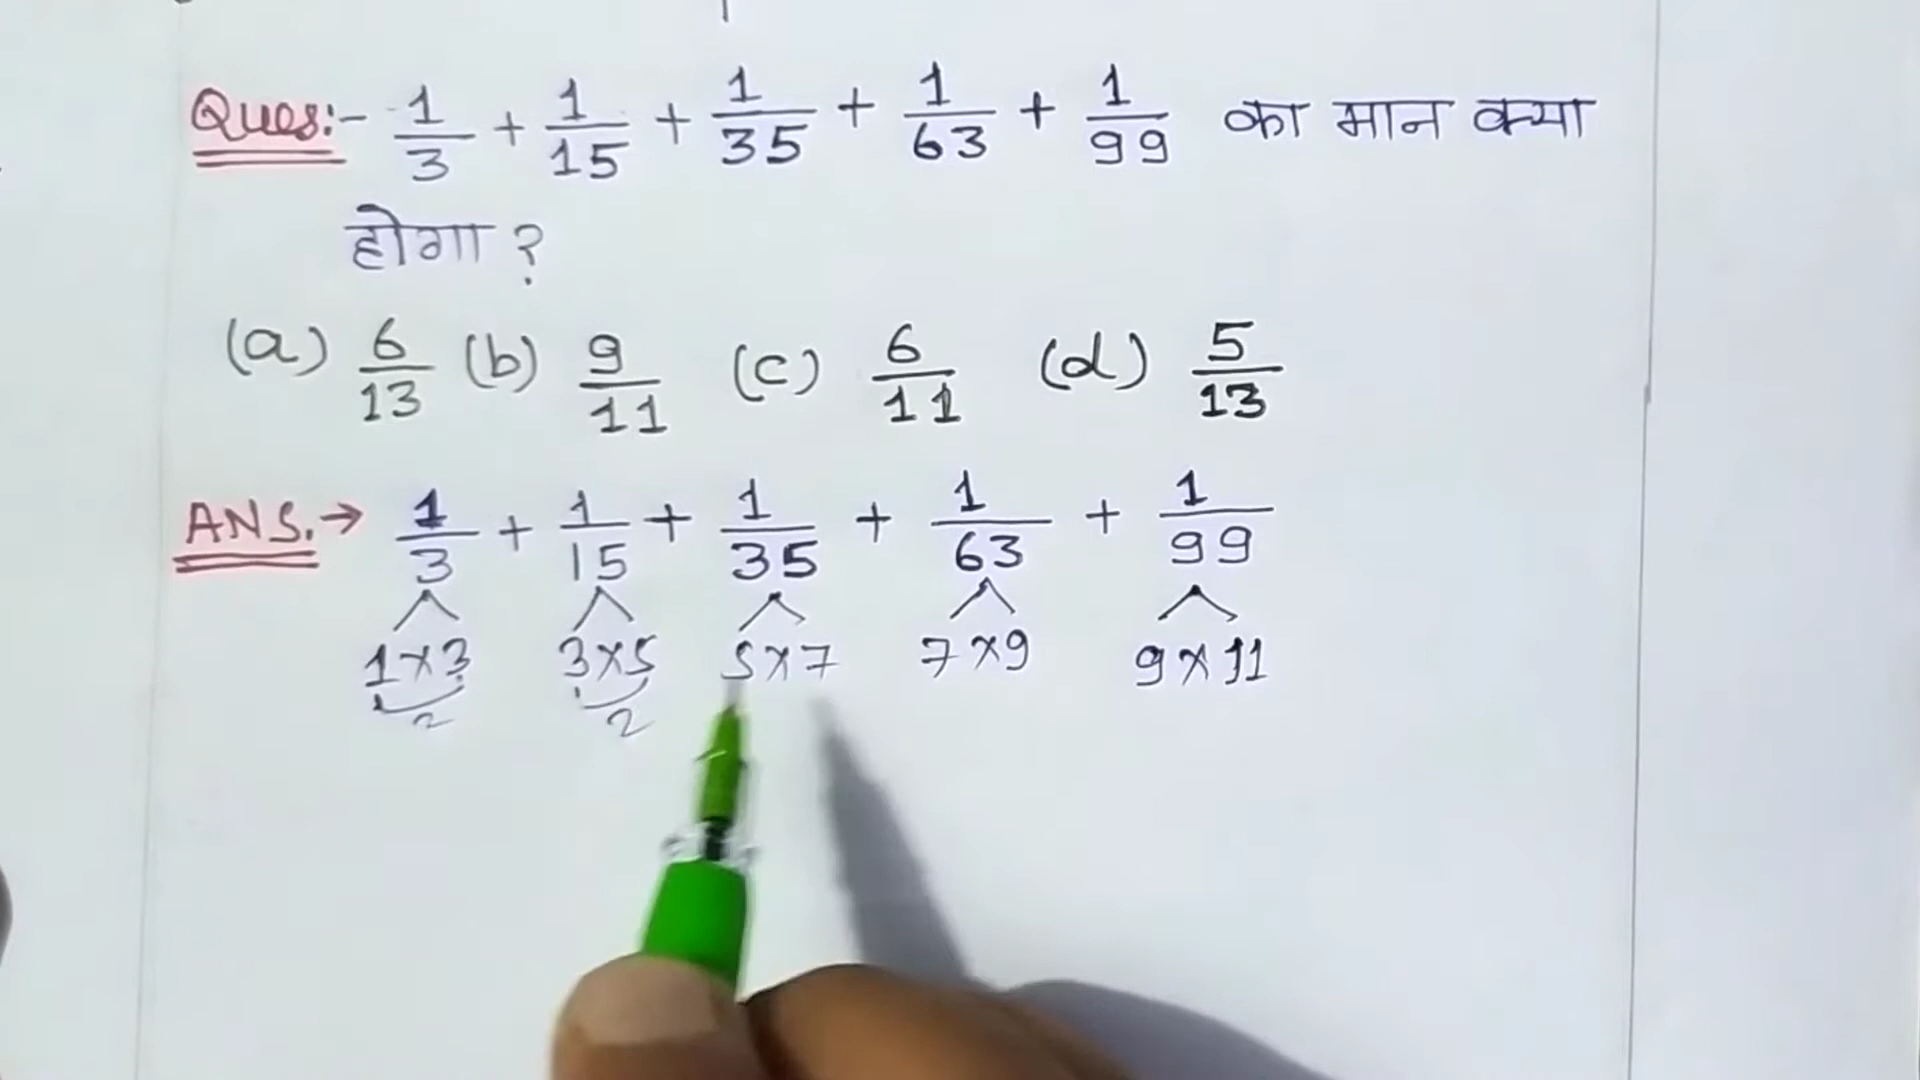 Ques:- 1/3 + 1/15 + 1/35 + 1/63 + 1/99 का मान क्या
होगा ?
(a) 6/13 (b) 9/11 (c) 6/11 (d) 5/13
ANS.→ 1/3 + 1/15 + 1/35 + 1/63 + 1/99
1×3 3×5 5×7 7×9 9×11
2 2